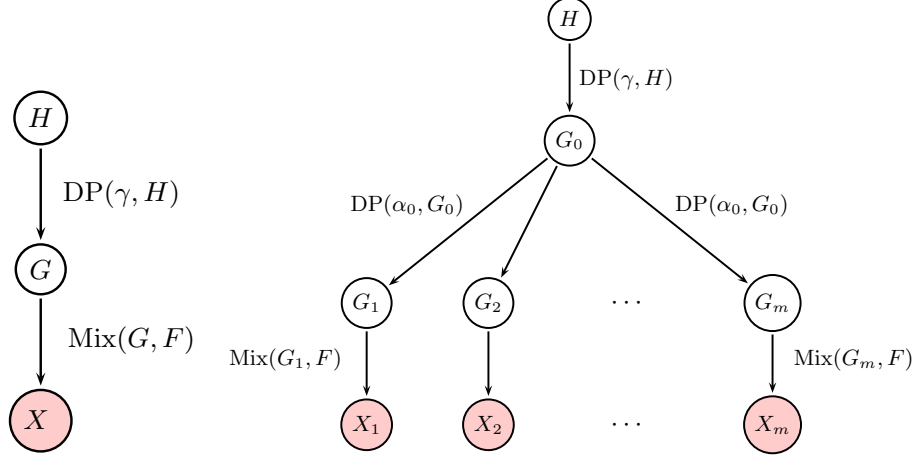 H
DP(γ, H)
G
Mix(G, F)
X
H
DP(γ, H)
G₀
DP(α₀, G₀) DP(α₀, G₀)
G₁ G₂ ⋯ Gₘ
Mix(G₁, F) Mix(Gₘ, F)
X₁ X₂ ⋯ Xₘ